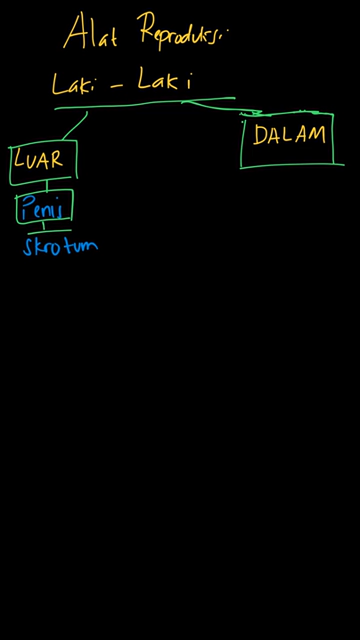 Alat Reproduksi
Laki - Laki
LUAR
DALAM
Penis
skrotum